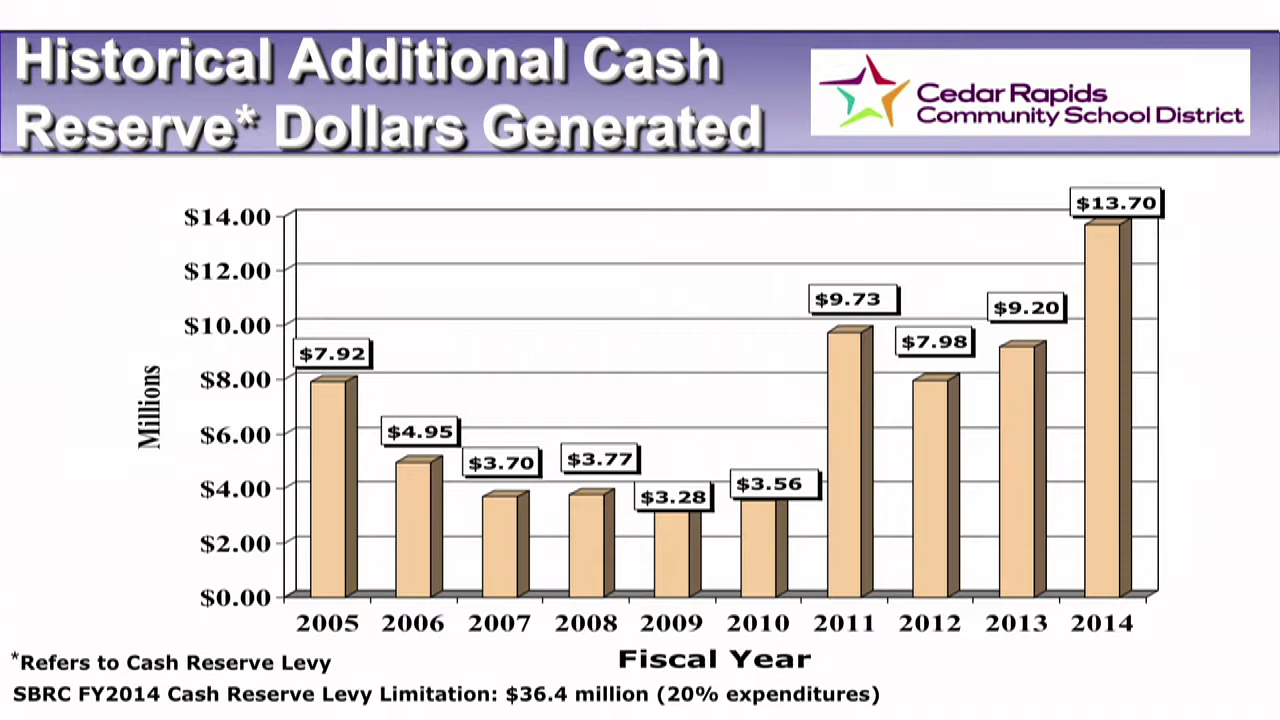 Historical Additional Cash
Reserve* Dollars Generated
Cedar Rapids
Community School District
$14.00
$12.00
$10.00
$8.00
$6.00
$4.00
$2.00
$0.00
Millions
$7.92
$4.95
$3.70
$3.77
$3.28
$3.56
$9.73
$7.98
$9.20
$13.70
2005 2006 2007 2008 2009 2010 2011 2012 2013 2014
Fiscal Year
*Refers to Cash Reserve Levy
SBRC FY2014 Cash Reserve Levy Limitation: $36.4 million (20% expenditures)